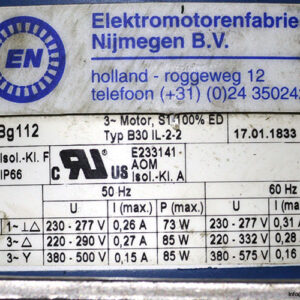 EN
Elektromotorenfabriek
Nijmegen B.V.
holland - roggeweg 12
telefoon (+31) (0)24 350242
Bg112
3~ Motor, S1-100% ED
Typ B30 IL-2-2
17.01.1833
Isol.-Kl. F
IP66
C RU US
E233141-
AOM
Isol.-Kl. A
50 Hz
60 Hz
U I (max.) P U I (max.)
1~ ⊥△ 230 - 277 V 0,26 A 73 W 230 - 277 V 0,31 A
3~ △ 220 - 290 V 0,27 A 85 W 220 - 332 V 0,28
3~ Y 380 - 500 V 0,15 A 85 W 380 - 575 V 0,16